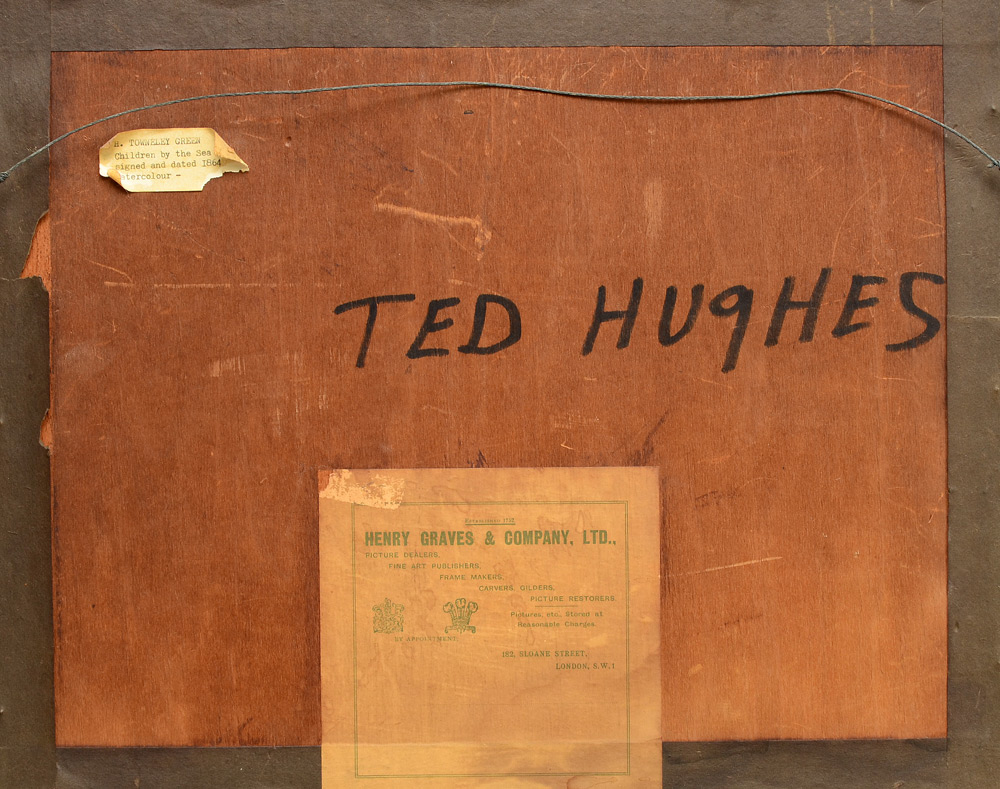 H. TOWNELEY GREEN
Children by the Sea
signed and dated 1864
atercolour -
TED HUgHES
HENRY GRAVES & COMPANY, LTD.,
PICTURE DEALERS,
FINE ART PUBLISHERS,
FRAME MAKERS,
CARVERS, GILDERS,
PICTURE RESTORERS.
Pictures, etc., Stored at
Reasonable Charges.
BY APPOINTMENT.
182, SLOANE STREET,
LONDON, S.W.1